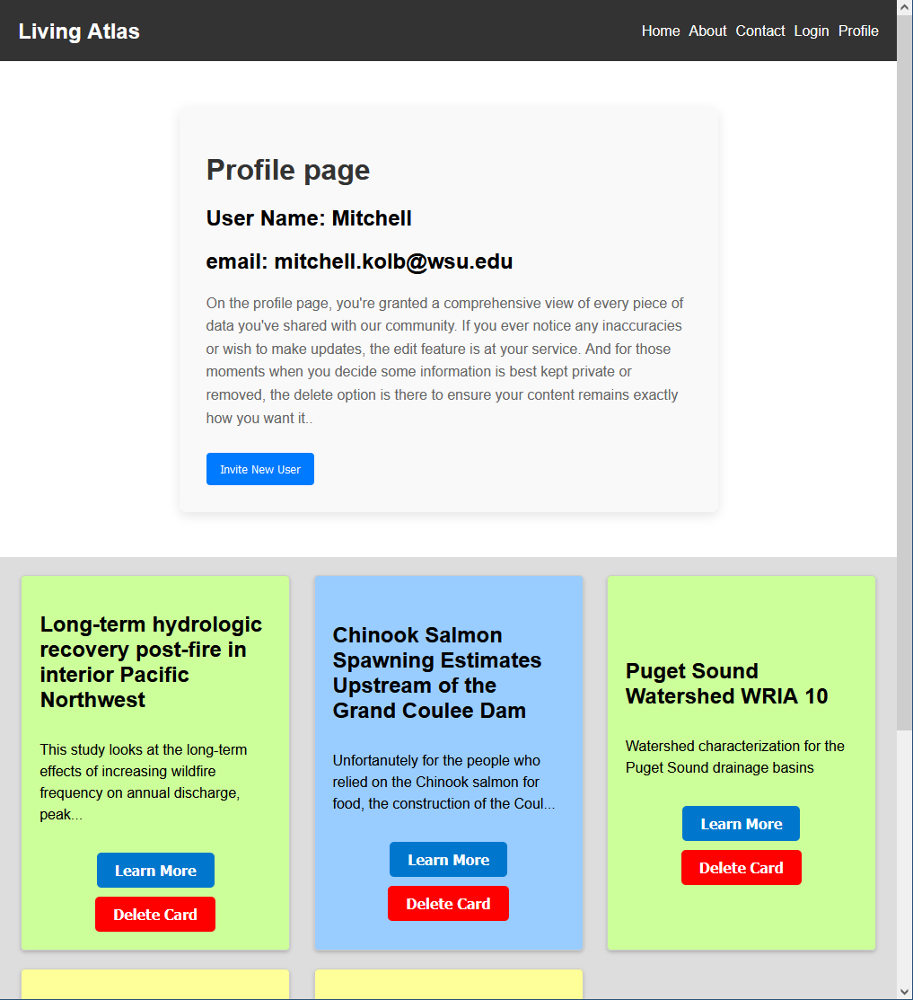 Living Atlas
Home About Contact Login Profile
Profile page
User Name: Mitchell
email: mitchell.kolb@wsu.edu
On the profile page, you're granted a comprehensive view of every piece of
data you've shared with our community. If you ever notice any inaccuracies
or wish to make updates, the edit feature is at your service. And for those
moments when you decide some information is best kept private or
removed, the delete option is there to ensure your content remains exactly
how you want it..
Invite New User
Long-term hydrologic
recovery post-fire in
interior Pacific
Northwest
This study looks at the long-term
effects of increasing wildfire
frequency on annual discharge,
peak...
Learn More
Delete Card
Chinook Salmon
Spawning Estimates
Upstream of the
Grand Coulee Dam
Unfortanutely for the people who
relied on the Chinook salmon for
food, the construction of the Coul...
Learn More
Delete Card
Puget Sound
Watershed WRIA 10
Watershed characterization for the
Puget Sound drainage basins
Learn More
Delete Card